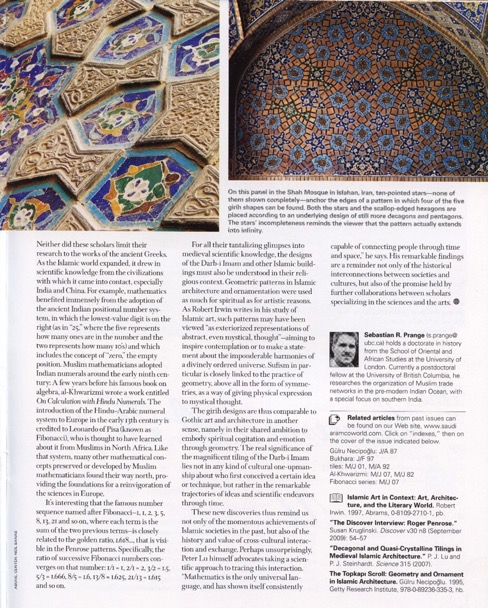 On this panel in the Shah Mosque in Isfahan, Iran, ten-pointed stars—none of
them shown completely—anchor the edges of a pattern in which four of the five
girih shapes can be found. Both the stars and the scallop-edged hexagons are
placed according to an underlying design of still more decagons and pentagons.
The stars' incompleteness reminds the viewer that the pattern actually extends
into infinity.
Neither did these scholars limit their
research to the works of the ancient Greeks.
As the Islamic world expanded, it drew in
scientific knowledge from the civilizations
with which it came into contact, especially
India and China. For example, mathematics
benefited immensely from the adoption of
the ancient Indian positional number sys-
tem, in which the lowest-value digit is on the
right (as in "25," where the five represents
how many ones are in the number and the
two represents how many 10s) and which
includes the concept of "zero," the empty
position. Muslim mathematicians adopted
Indian numerals around the early ninth cen-
tury: A few years before his famous book on
algebra, al-Khwarizmi wrote a work entitled
On Calculation with Hindu Numerals. The
introduction of the Hindu-Arabic numeral
system to Europe in the early 13th century is
credited to Leonardo of Pisa (known as
Fibonacci), who is thought to have learned
about it from Muslims in North Africa. Like
that system, many other mathematical con-
cepts preserved or developed by Muslim
mathematicians found their way north, pro-
viding the foundations for a reinvigoration of
the sciences in Europe.
It's interesting that the famous number
sequence named after Fibonacci–1, 1, 2, 3, 5,
8, 13, 21 and so on, where each term is the
sum of the two previous terms–is closely
related to the golden ratio, 1.618..., that is visi-
ble in the Penrose patterns. Specifically, the
ratio of successive Fibonacci numbers con-
verges on that number: 1/1 = 1, 2/1 = 2, 3/2 = 1.5,
5/3 = 1.666, 8/5 = 1.6, 13/8 = 1.625, 21/13 = 1.615
and so on.
For all their tantalizing glimpses into
medieval scientific knowledge, the designs
of the Darb-i Imam and other Islamic build-
ings must also be understood in their reli-
gious context. Geometric patterns in Islamic
architecture and ornamentation were used
as much for spiritual as for artistic reasons.
As Robert Irwin writes in his study of
Islamic art, such patterns may have been
viewed "as exteriorized representations of
abstract, even mystical, thought"–aiming to
inspire contemplation or to make a state-
ment about the imponderable harmonies of
a divinely ordered universe. Sufism in par-
ticular is closely linked to the practice of
geometry, above all in the form of symme-
tries, as a way of giving physical expression
to mystical thought.
The girih designs are thus comparable to
Gothic art and architecture in another
sense, namely in their shared ambition to
embody spiritual cogitation and emotion
through geometry. The real significance of
the magnificent tiling of the Darb-i Imam
lies not in any kind of cultural one-upman-
ship about who first conceived a certain idea
or technique, but rather in the remarkable
trajectories of ideas and scientific endeavors
through time.
These new discoveries thus remind us
not only of the momentous achievements of
Islamic societies in the past, but also of the
history and value of cross-cultural interac-
tion and exchange. Perhaps unsurprisingly,
Peter Lu himself advocates taking a scien-
tific approach to tracing this interaction.
"Mathematics is the only universal lan-
guage, and has shown itself consistently
capable of connecting people through time
and space," he says. His remarkable findings
are a reminder not only of the historical
interconnections between societies and
cultures, but also of the promise held by
further collaborations between scholars
specializing in the sciences and the arts.
Sebastian R. Prange (s.prange@
ubc.ca) holds a doctorate in history
from the School of Oriental and
African Studies at the University of
London. Currently a postdoctoral
fellow at the University of British Columbia, he
researches the organization of Muslim trade
networks in the pre-modern Indian Ocean, with
a special focus on southern India.
Related articles from past issues can
be found on our Web site, www.saudi
aramcoworld.com. Click on "indexes," then on
the cover of the issue indicated below.
Gülru Necipoğlu: J/A 87
Bukhara: J/F 97
tiles: M/J 01, M/A 92
Al-Khwarizmi: M/J 07, M/J 82
Fibonacci series: M/J 07
Islamic Art in Context: Art, Architec-
ture, and the Literary World. Robert
Irwin. 1997, Abrams, 0-8109-2710-1, pb.
"The Discover Interview: Roger Penrose."
Susan Kruglinski. Discover v30 n8 (September
2009): 54–57
"Decagonal and Quasi-Crystalline Tilings in
Medieval Islamic Architecture." P. J. Lu and
P. J. Steinhardt. Science 315 (2007).
The Topkapı Scroll: Geometry and Ornament
in Islamic Architecture. Gülru Necipoğlu. 1995,
Getty Research Institute, 978-0-89236-335-3, hb.